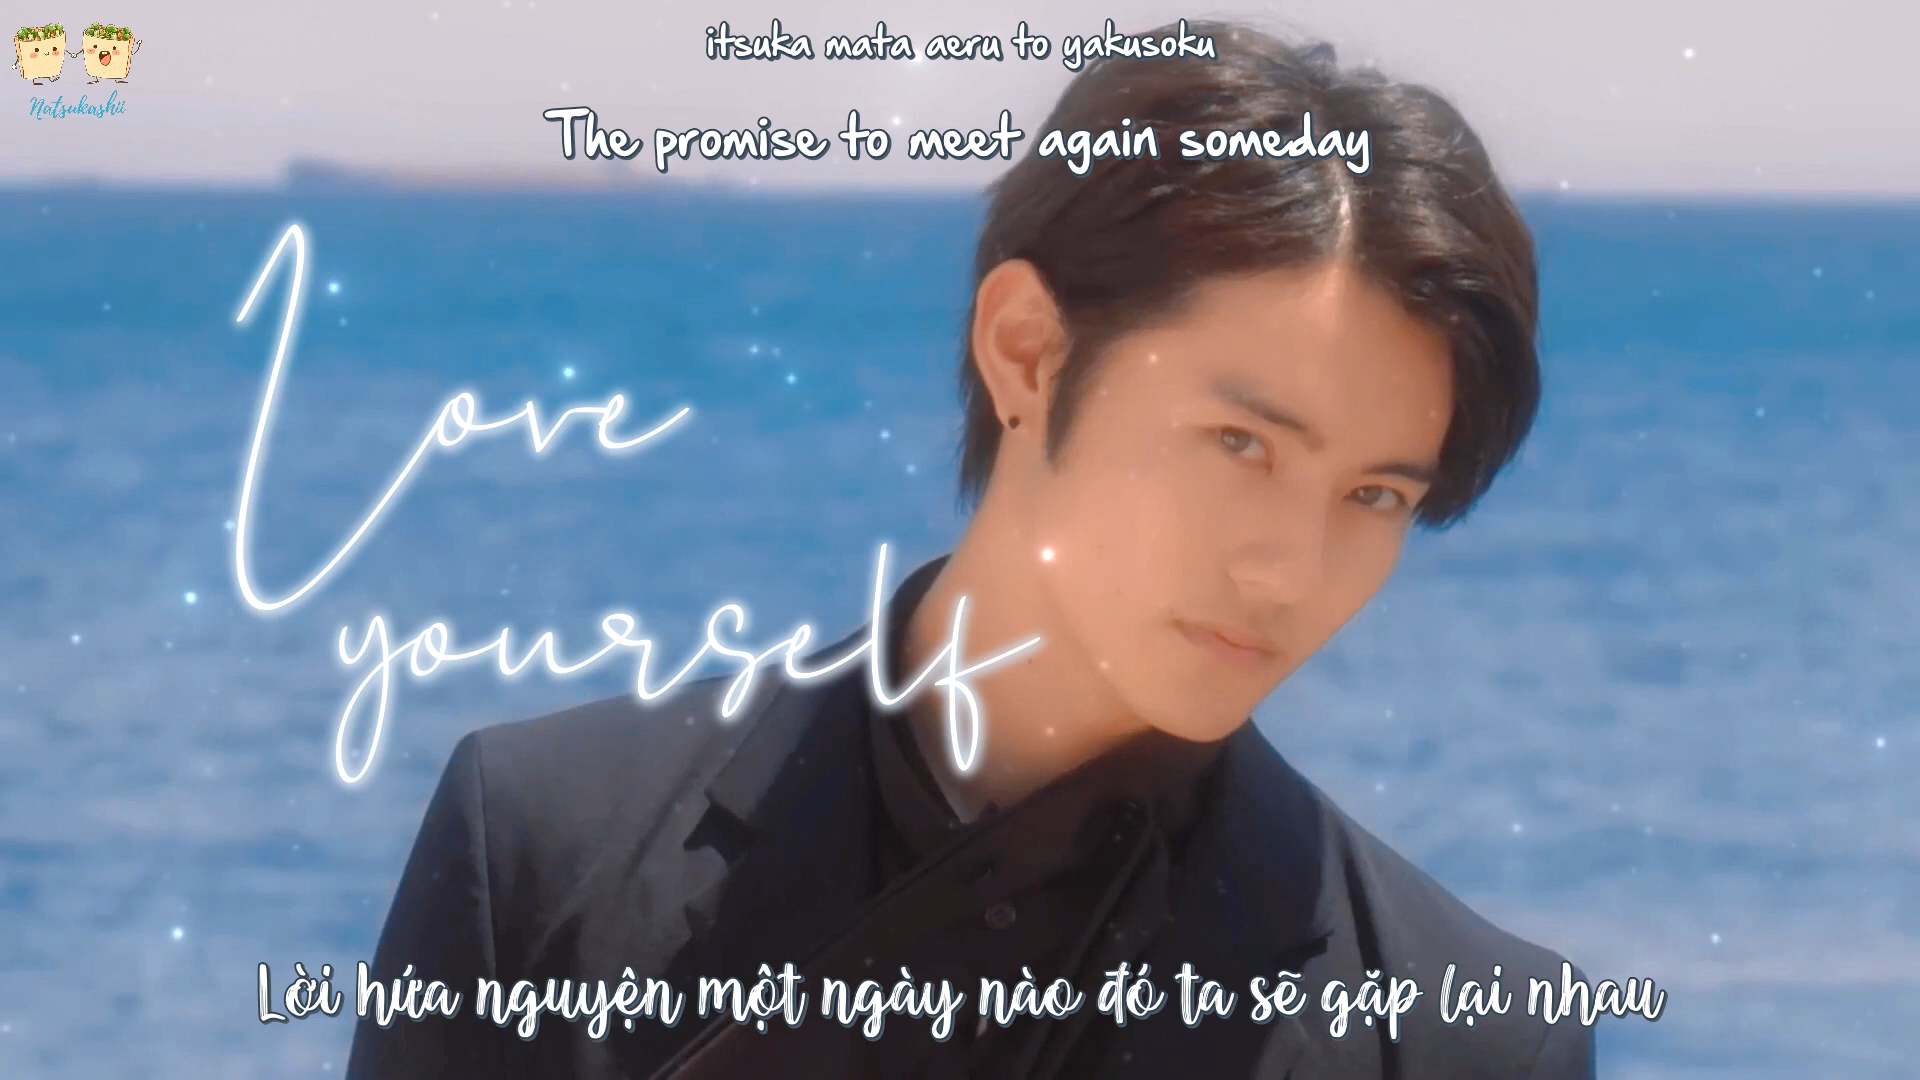 itsuka mata aeru to yakusoku
Natsukashii
The promise to meet again someday
Love
yourself
Lời hứa nguyện một ngày nào đó ta sẽ gặp lại nhau